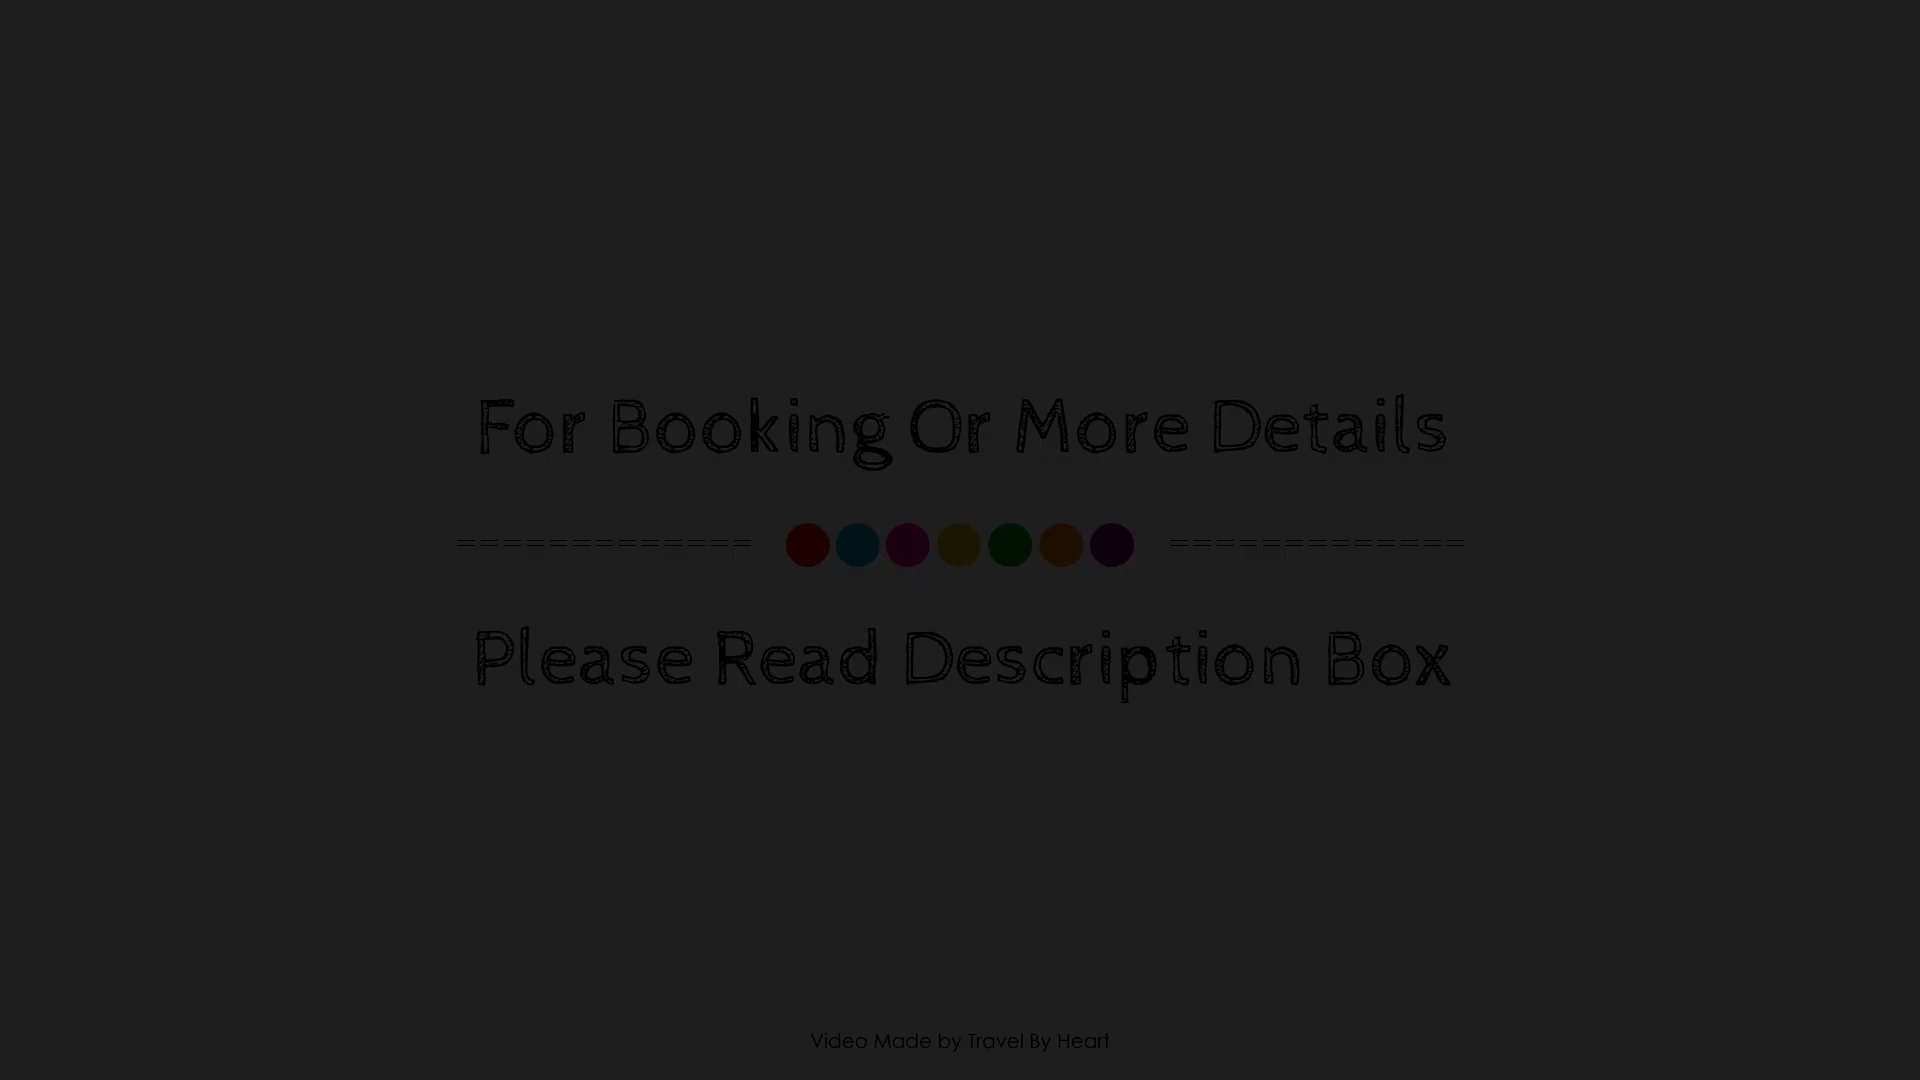 For Booking Or More Details
============= =============
Please Read Description Box
Video Made by Travel By Heart